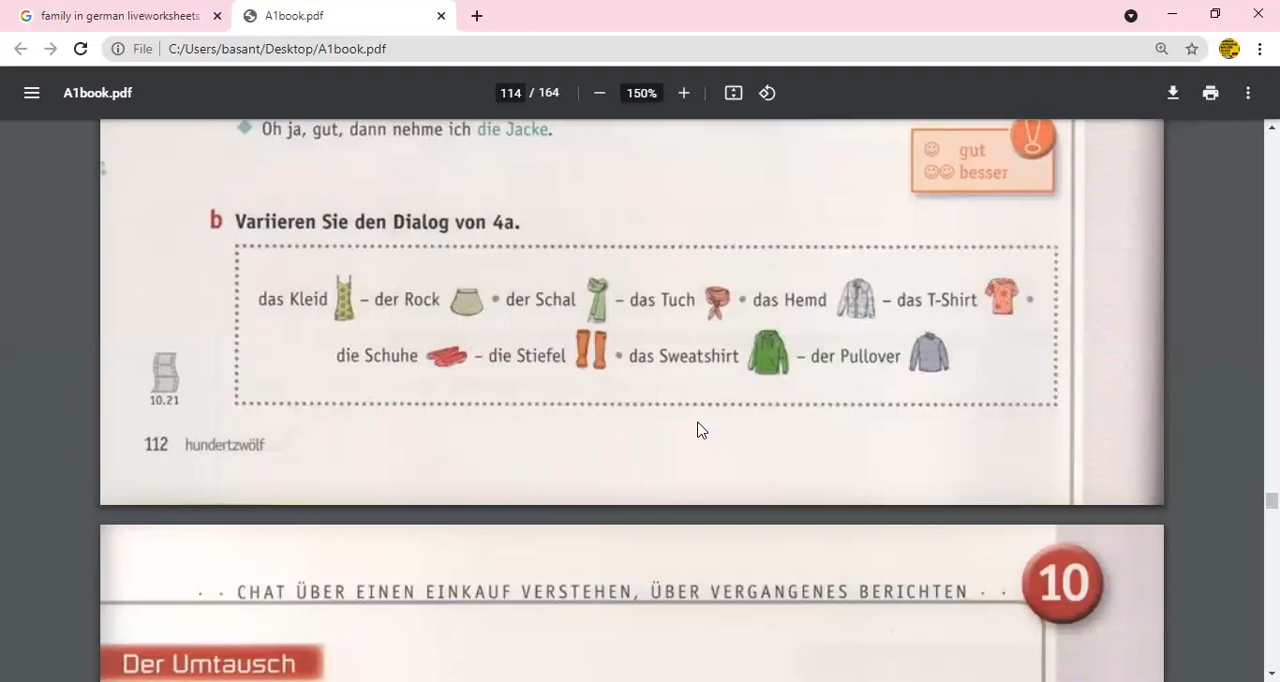 family in german liveworksheets
A1book.pdf
File
C:/Users/basant/Desktop/A1book.pdf
A1book.pdf
114 / 164
150%
Oh ja, gut, dann nehme ich die Jacke.
gut
besser
b Variieren Sie den Dialog von 4a.
das Kleid – der Rock • der Schal – das Tuch • das Hemd – das T-Shirt •
die Schuhe – die Stiefel • das Sweatshirt – der Pullover
10.21
112 hundertzwölf
· · CHAT ÜBER EINEN EINKAUF VERSTEHEN, ÜBER VERGANGENES BERICHTEN · ·
10
Der Umtausch